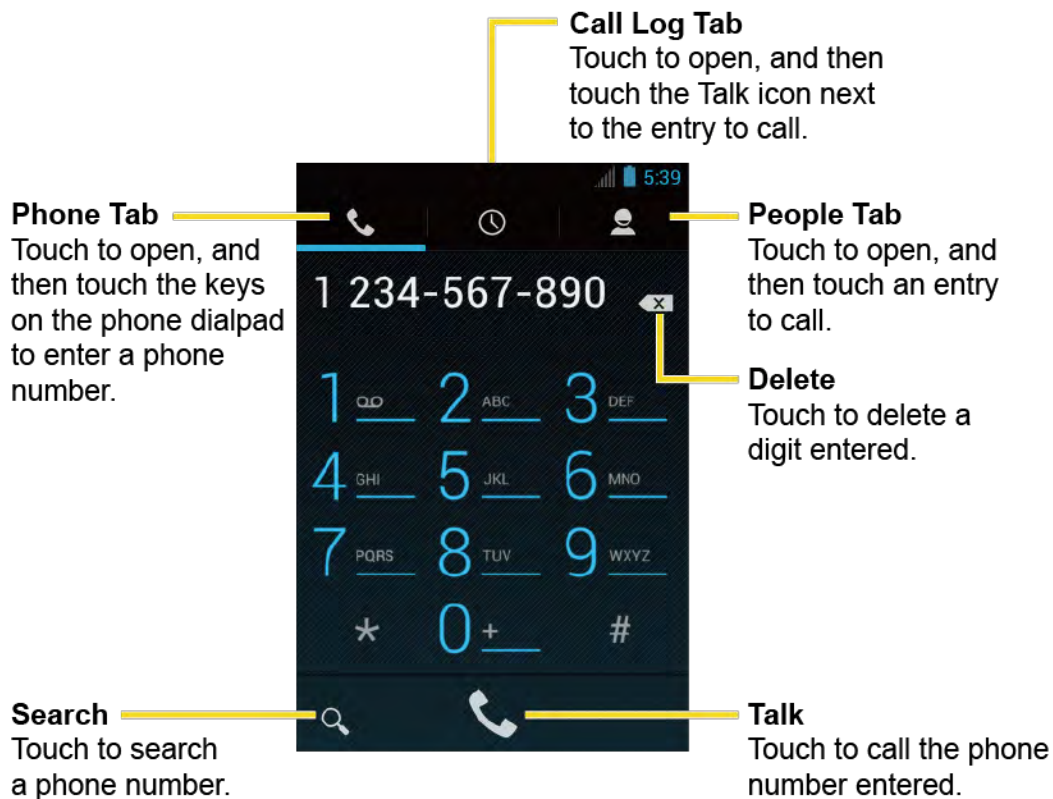 Call Log Tab
Touch to open, and then
touch the Talk icon next
to the entry to call.
5:39
Phone Tab
Touch to open, and
then touch the keys
on the phone dialpad
to enter a phone
number.
People Tab
Touch to open, and
then touch an entry
to call.
1 234-567-890
Delete
Touch to delete a
digit entered.
1 2 ABC 3 DEF
4 GHI 5 JKL 6 MNO
7 PQRS 8 TUV 9 WXYZ
* 0 + #
Search
Touch to search
a phone number.
Talk
Touch to call the phone
number entered.